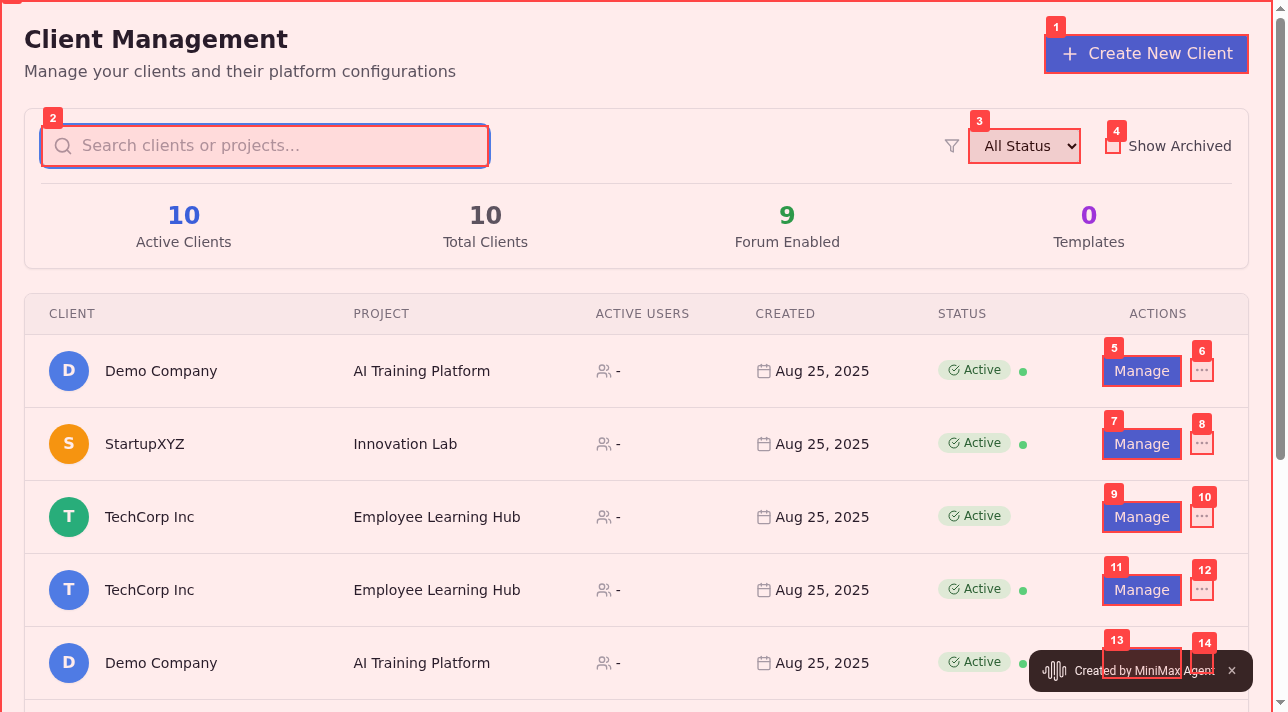 Client Management
Manage your clients and their platform configurations
1
Create New Client
2
Search clients or projects...
3
All Status
4
Show Archived
10
Active Clients
10
Total Clients
9
Forum Enabled
0
Templates
CLIENT PROJECT ACTIVE USERS CREATED STATUS ACTIONS
5 6
D Demo Company AI Training Platform - Aug 25, 2025 Active Manage ...
7 8
S StartupXYZ Innovation Lab - Aug 25, 2025 Active Manage ...
9 10
T TechCorp Inc Employee Learning Hub - Aug 25, 2025 Active Manage ...
11 12
T TechCorp Inc Employee Learning Hub - Aug 25, 2025 Active Manage ...
13 14
D Demo Company AI Training Platform - Aug 25, 2025 Active
Created by MiniMax Agent ×